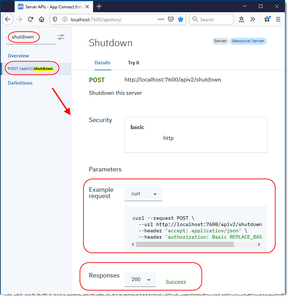 Server APIs - App Connect Ent
localhost:7600/apidocs/
shutdown
Overview
POST /apiv2/shutdown
Definitions
Shutdown
Server
Resource: Server
Details
Try it
POST
http://localhost:7600/apiv2/shutdown
Shutdown this server
Security
basic
http
Parameters
Example request
curl
curl --request POST \
--url http://localhost:7600/apiv2/shutdown
--header 'accept: application/json' \
--header 'authorization: Basic REPLACE_BAS
Responses
200
Success